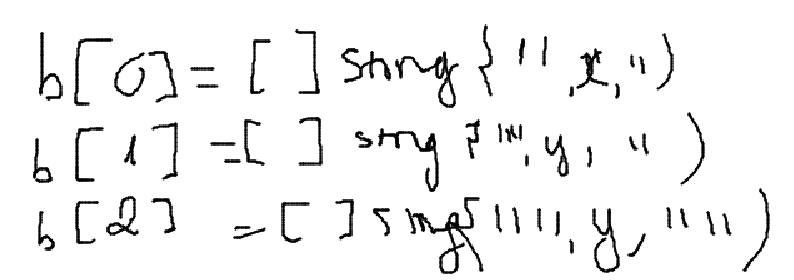 b[0] = [ ] string { " ,x, " )
b[1] = [ ] string { "", y, " )
b[2] = [ ] string{ "", y, "" )